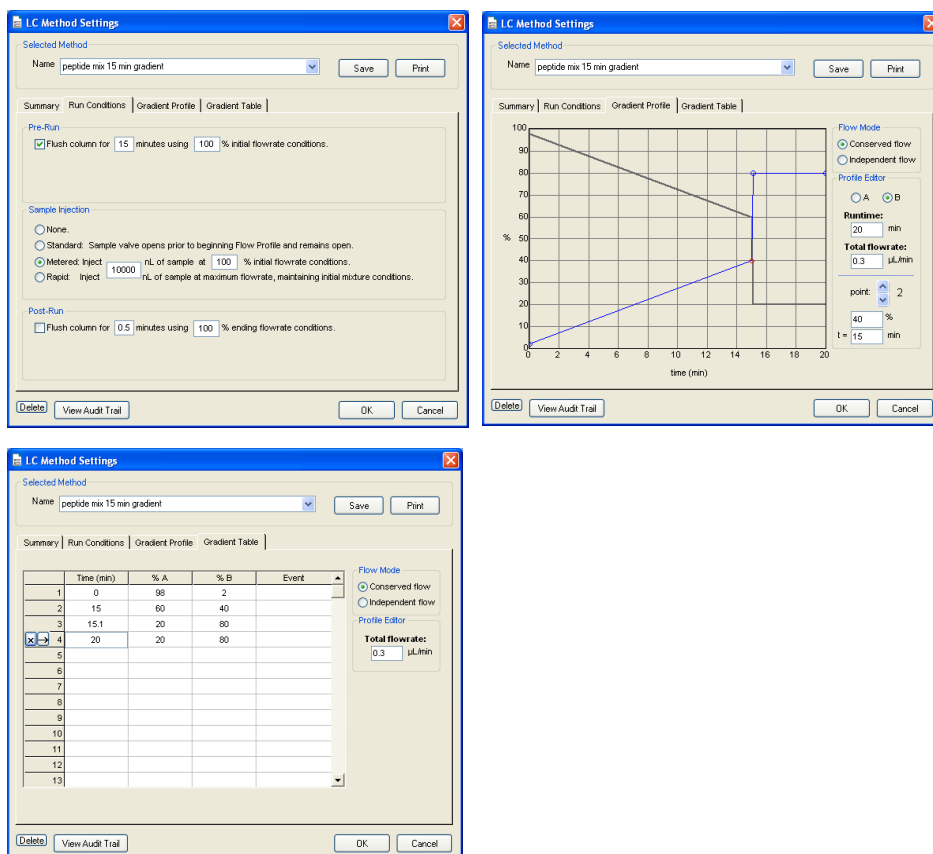 LC Method Settings
Selected Method
Name peptide mix 15 min gradient Save Print
Summary Run Conditions Gradient Profile Gradient Table
Pre-Run
Flush column for 15 minutes using 100 % initial flowrate conditions.
Sample Injection
None.
Standard: Sample valve opens prior to beginning Flow Profile and remains open.
Metered: Inject nL of sample at 100 % initial flowrate conditions.
10000
Rapid: Inject nL of sample at maximum flowrate, maintaining initial mixture conditions.
Post-Run
Flush column for 0.5 minutes using 100 % ending flowrate conditions.
Delete View Audit Trail OK Cancel
LC Method Settings
Selected Method
Name peptide mix 15 min gradient Save Print
Summary Run Conditions Gradient Profile Gradient Table
100
90
80
70
60
%
50
40
30
20
10
0
0 2 4 6 8 10 12 14 16 18 20
time (min)
Flow Mode
Conserved flow
Independent flow
Profile Editor
A B
Runtime:
20 min
Total flowrate:
0.3 µL/min
point: 2
40 %
t = 15 min
Delete View Audit Trail OK Cancel
LC Method Settings
Selected Method
Name peptide mix 15 min gradient Save Print
Summary Run Conditions Gradient Profile Gradient Table
Time (min) % A % B Event
1 0 98 2
2 15 60 40
3 15.1 20 80
4 20 20 80
5
6
7
8
9
10
11
12
13
Flow Mode
Conserved flow
Independent flow
Profile Editor
Total flowrate:
0.3 µL/min
Delete View Audit Trail OK Cancel